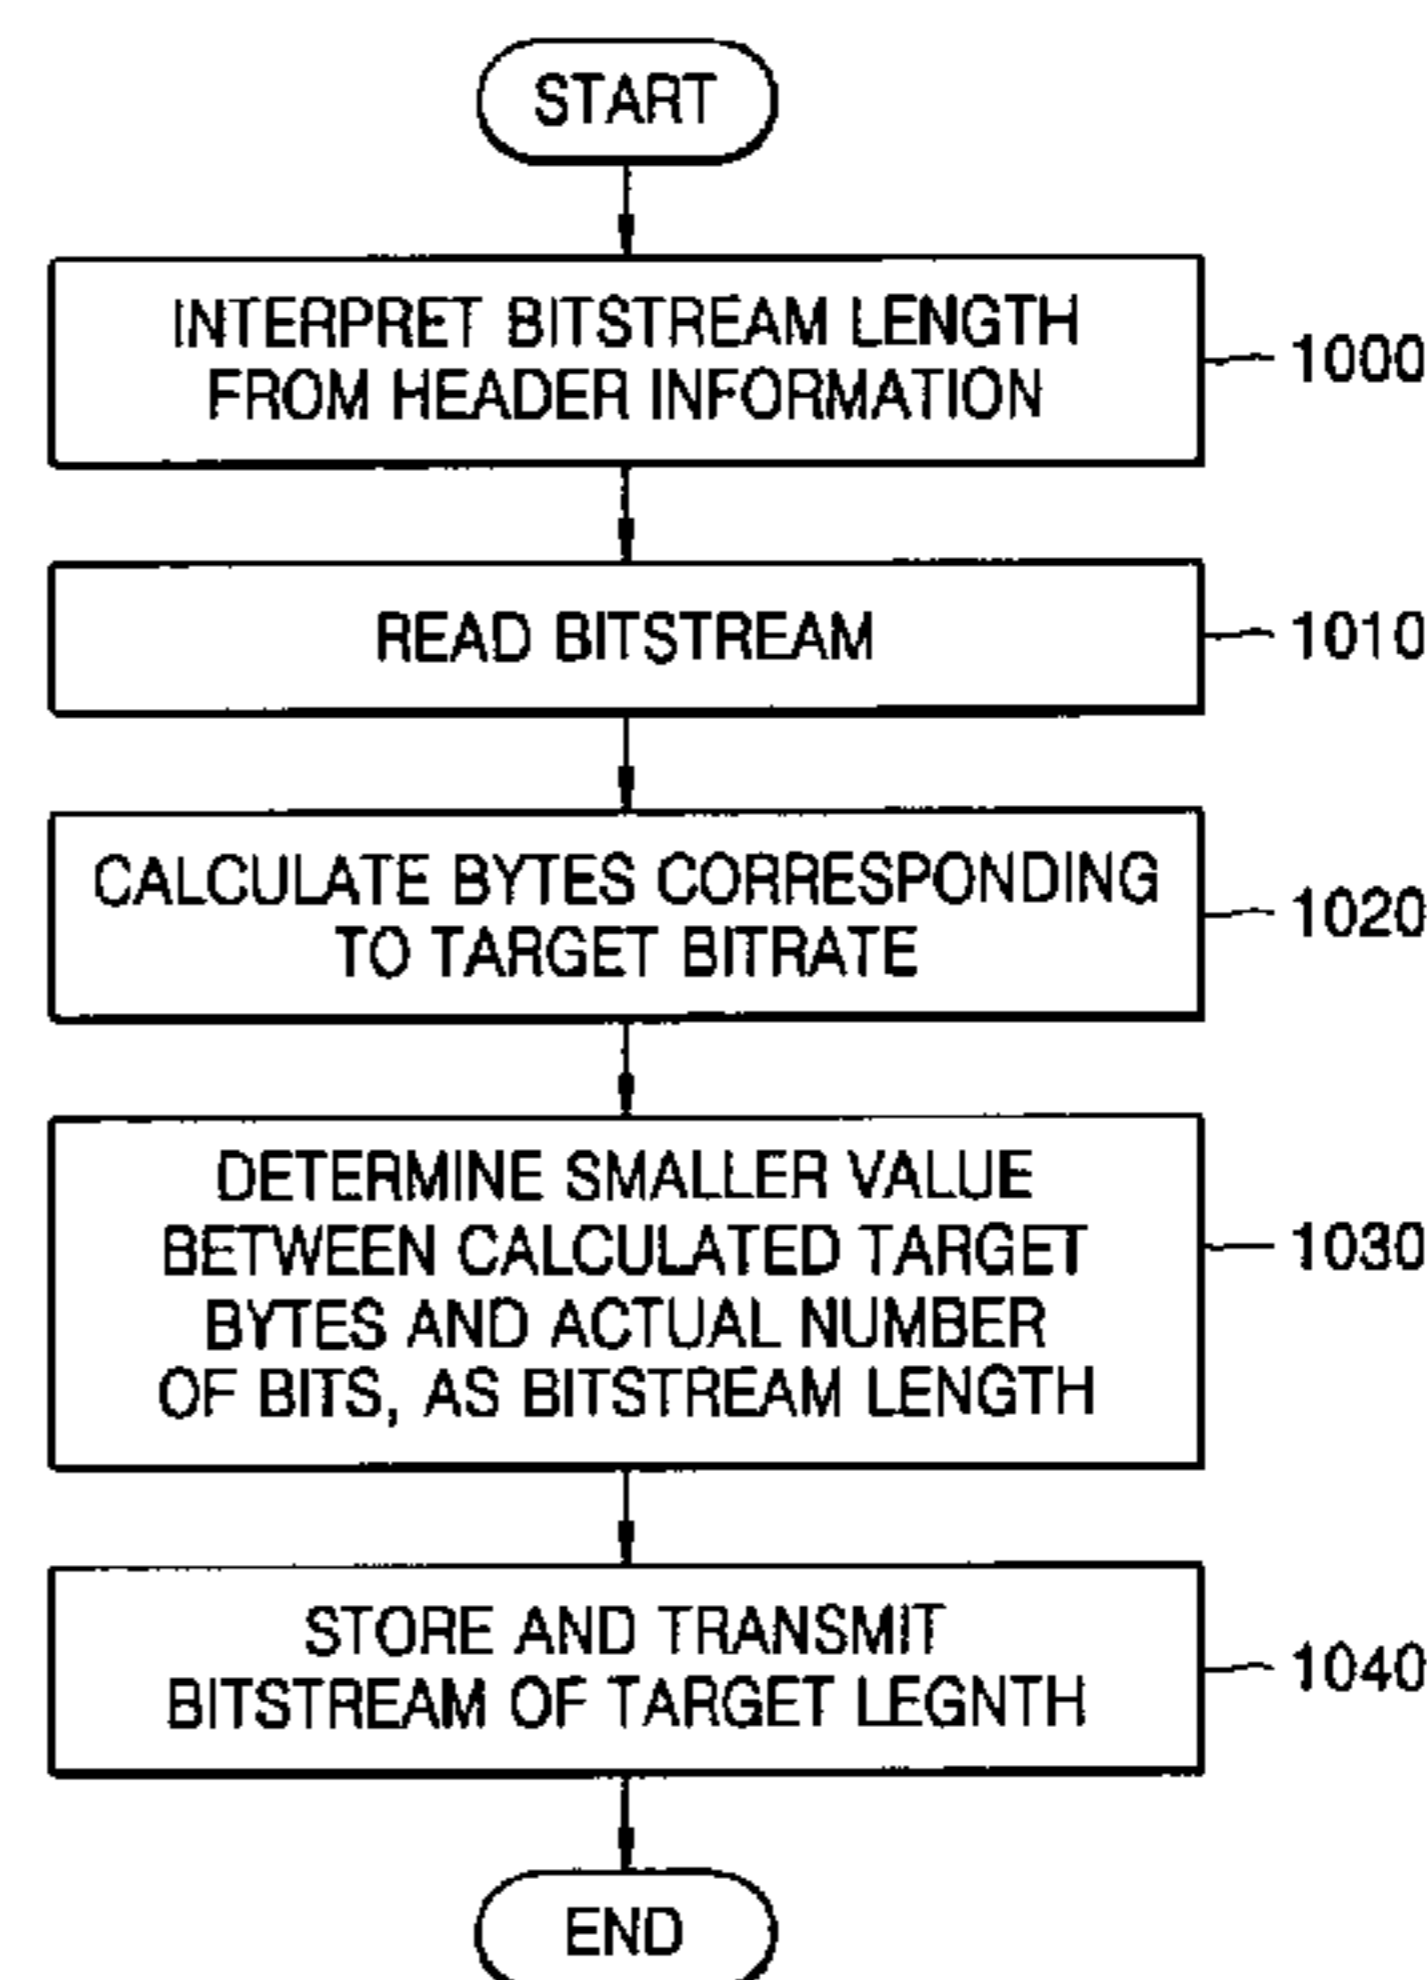 START
INTERPRET BITSTREAM LENGTH
FROM HEADER INFORMATION
1000
READ BITSTREAM
1010
CALCULATE BYTES CORRESPONDING
TO TARGET BITRATE
1020
DETERMINE SMALLER VALUE
BETWEEN CALCULATED TARGET
BYTES AND ACTUAL NUMBER
OF BITS, AS BITSTREAM LENGTH
1030
STORE AND TRANSMIT
BITSTREAM OF TARGET LEGNTH
1040
END